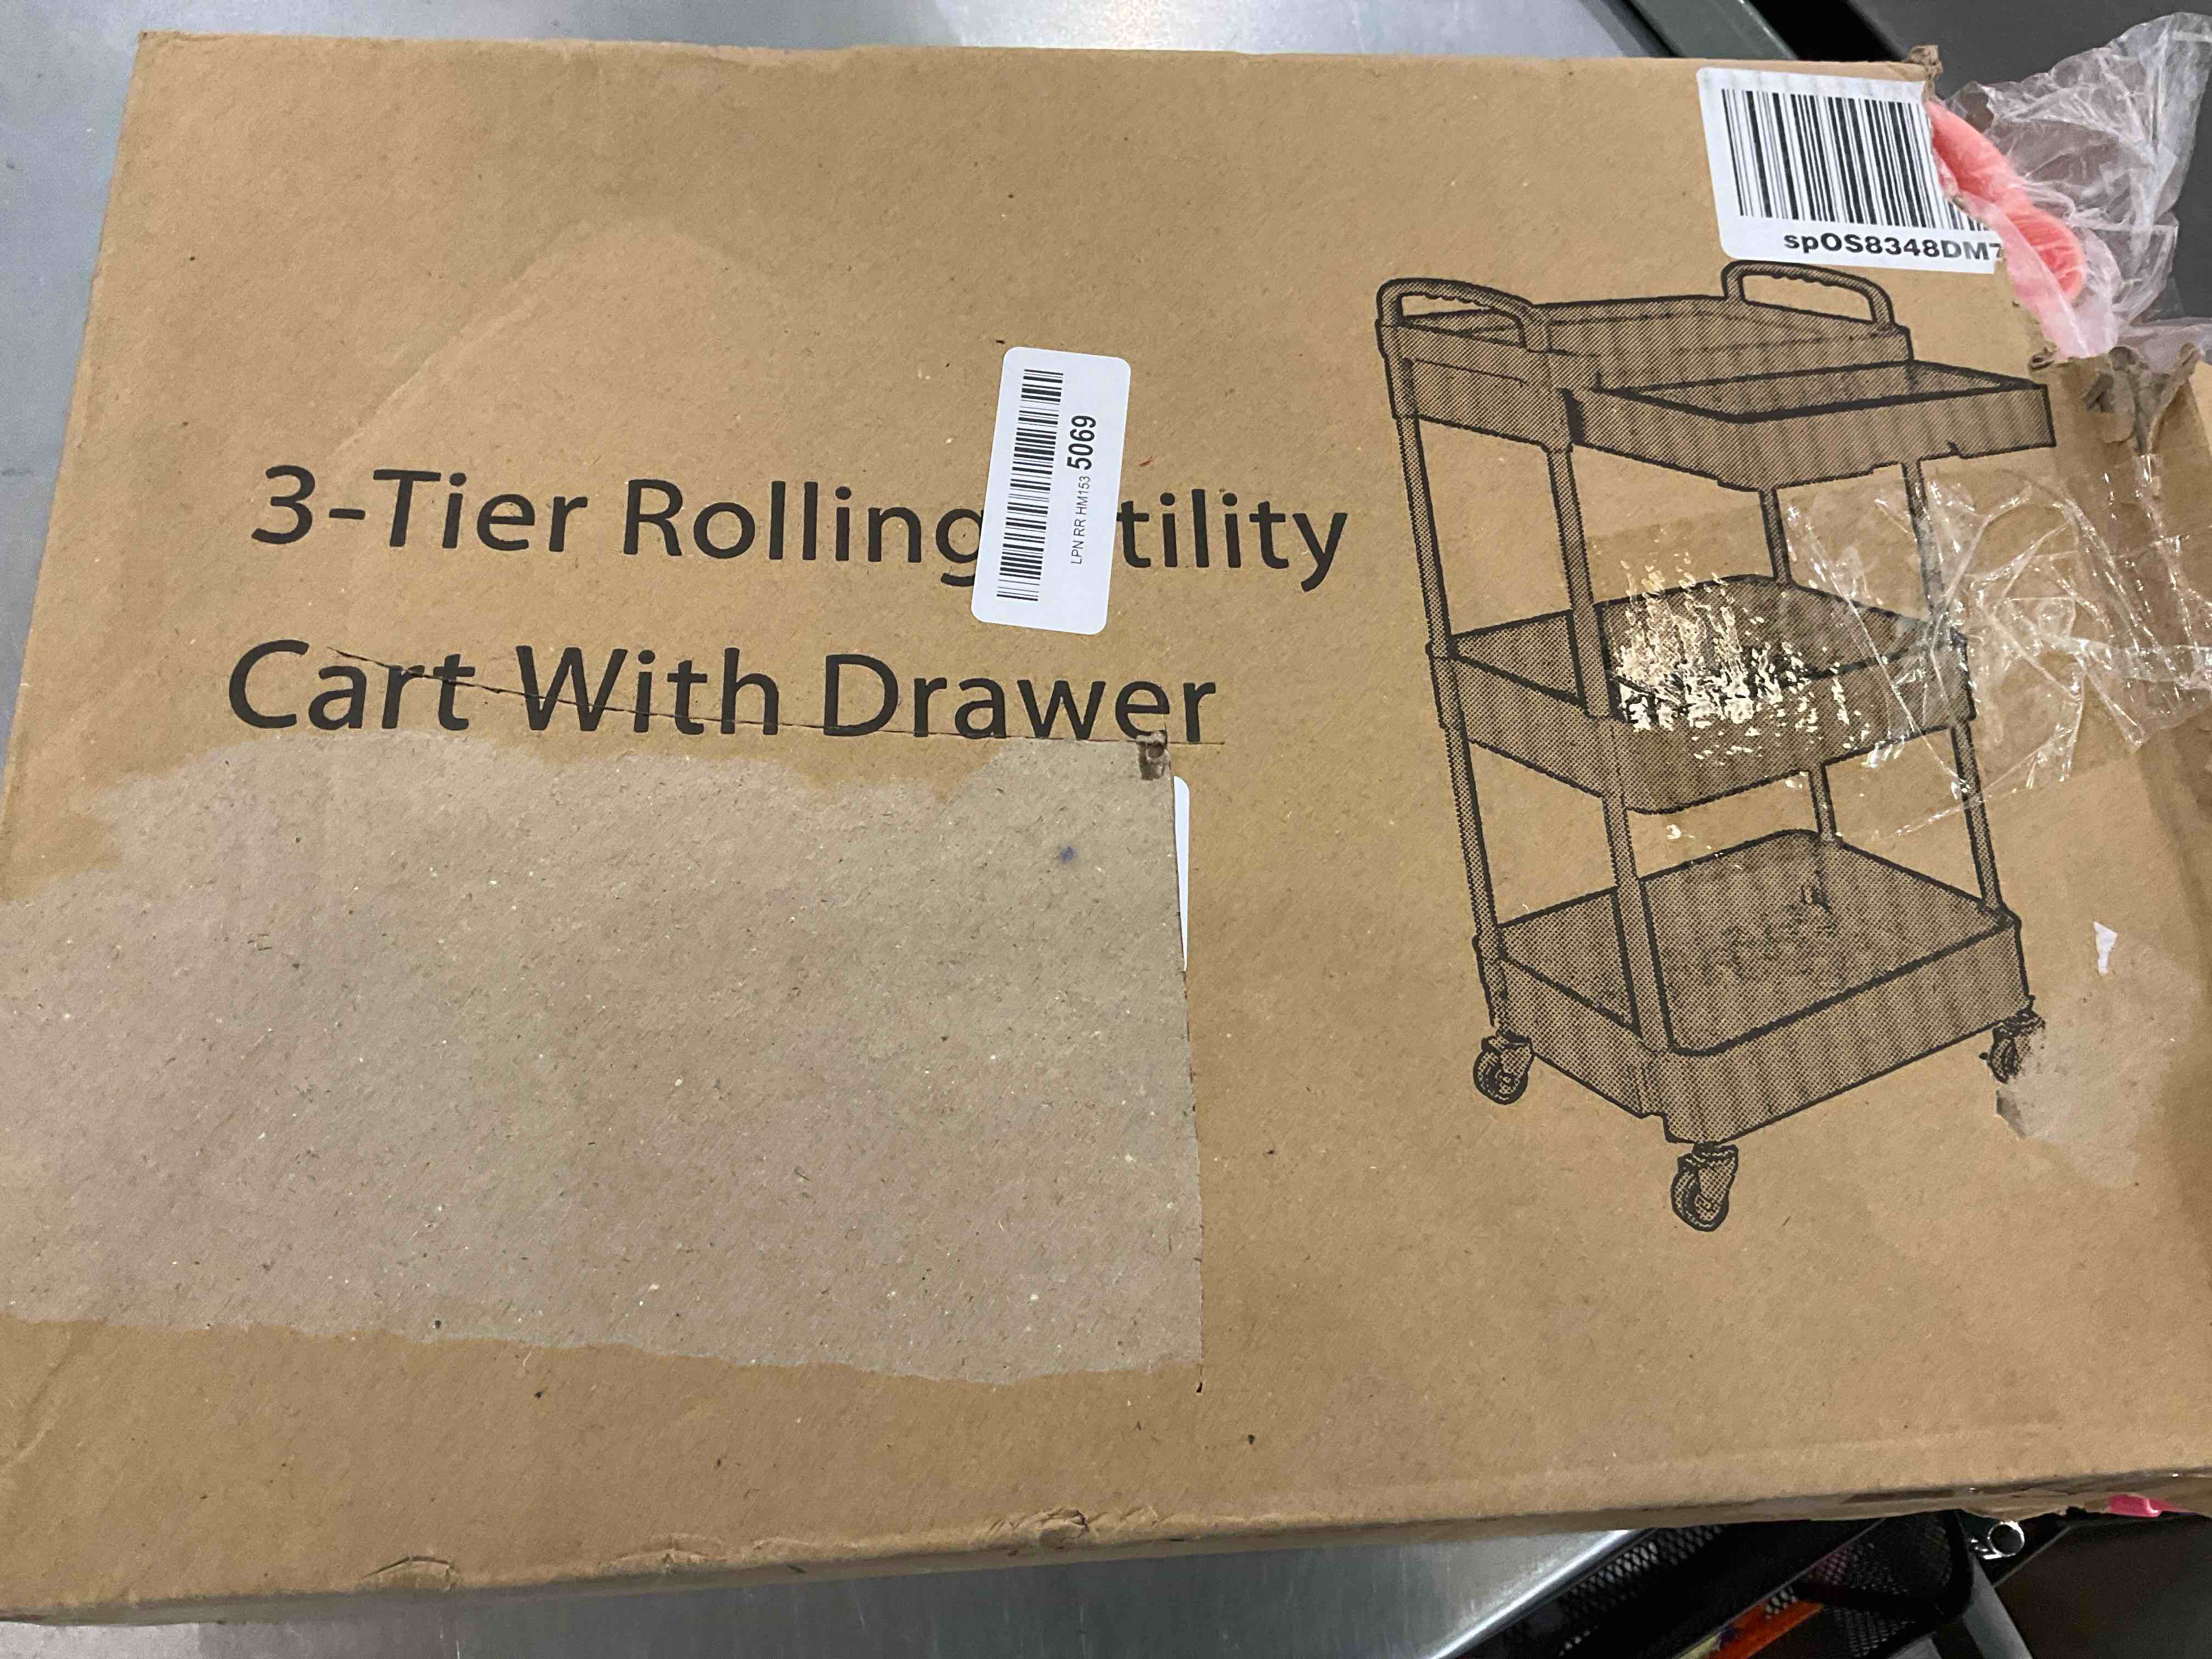 spOS8348DM7
LPN RR HM153 5069
3-Tier Rolling tility
Cart With Drawer